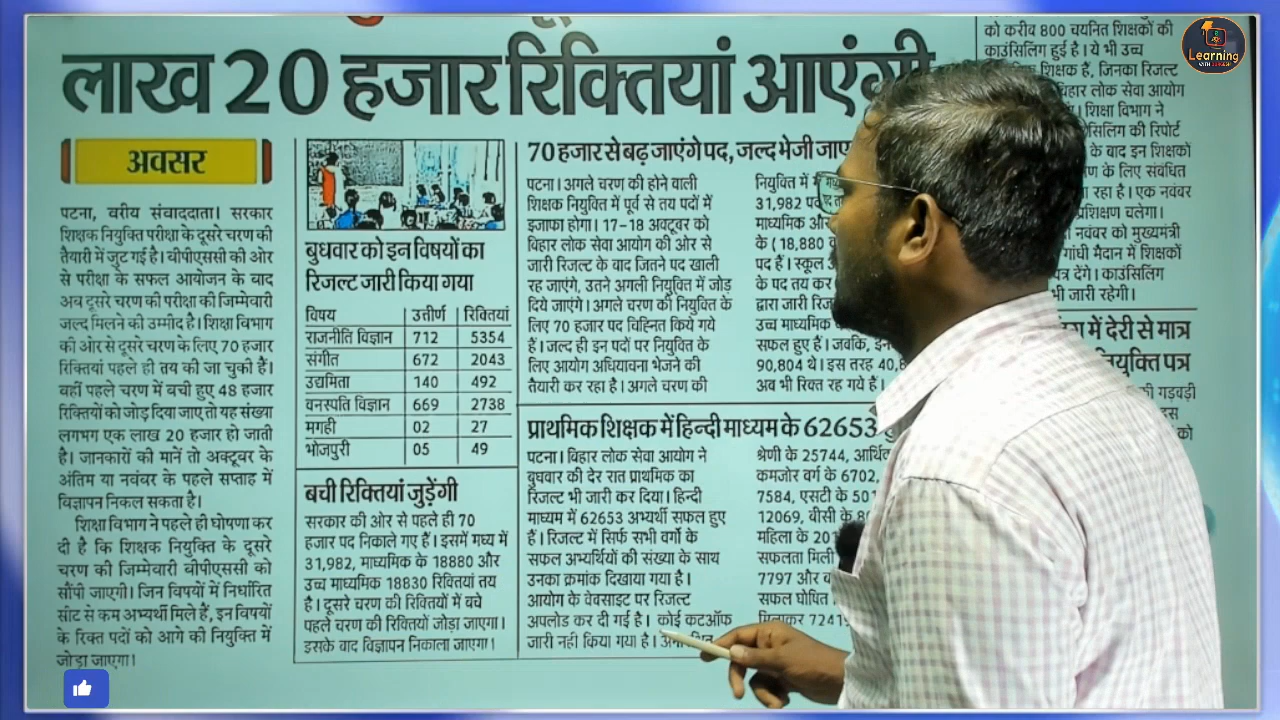 लाख 20 हजार रिक्तियां आएंगी
अवसर
पटना, वरीय संवाददाता। सरकार
शिक्षक नियुक्ति परीक्षा के दूसरे चरण की
तैयारी में जुट गई है। बीपीएससी की ओर
से परीक्षा के सफल आयोजन के बाद
अब दूसरे चरण की परीक्षा की जिम्मेवारी
जल्द मिलने की उम्मीद है। शिक्षा विभाग
की ओर से दूसरे चरण के लिए 70 हजार
रिक्तियां पहले ही तय की जा चुकी हैं।
वहीं पहले चरण में बची हुए 48 हजार
रिक्तियों को जोड़ दिया जाए तो यह संख्या
लगभग एक लाख 20 हजार हो जाती
है। जानकारों की मानें तो अक्टूबर के
अंतिम या नवंबर के पहले सप्ताह में
विज्ञापन निकल सकता है।
शिक्षा विभाग ने पहले ही घोषणा कर
दी है कि शिक्षक नियुक्ति के दूसरे
चरण की जिम्मेवारी बीपीएससी को
सौंपी जाएगी। जिन विषयों में निर्धारित
सीट से कम अभ्यर्थी मिले हैं, इन विषयों
के रिक्त पदों को आगे की नियुक्ति में
जोड़ा जाएगा।
बुधवार को इन विषयों का
रिजल्ट जारी किया गया
विषय उत्तीर्ण रिक्तियां
राजनीति विज्ञान 712 5354
संगीत 672 2043
उद्यमिता 140 492
वनस्पति विज्ञान 669 2738
मगही 02 27
भोजपुरी 05 49
बची रिक्तियां जुड़ेंगी
सरकार की ओर से पहले ही 70
हजार पद निकाले गए हैं। इसमें मध्य में
31,982, माध्यमिक के 18880 और
उच्च माध्यमिक 18830 रिक्तियां तय
है। दूसरे चरण की रिक्तियों में बचे
पहले चरण की रिक्तियों जोड़ा जाएगा।
इसके बाद विज्ञापन निकाला जाएगा।
70 हजार से बढ़ जाएंगे पद, जल्द भेजी जाए
पटना। अगले चरण की होने वाली
शिक्षक नियुक्ति में पूर्व से तय पदों में
इजाफा होगा। 17-18 अक्टूबर को
बिहार लोक सेवा आयोग की ओर से
जारी रिजल्ट के बाद जितने पद खाली
रह जाएंगे, उतने अगली नियुक्ति में जोड़
दिये जाएंगे। अगले चरण की नियुक्ति के
लिए 70 हजार पद चिह्नित किये गये
हैं। जल्द ही इन पदों पर नियुक्ति के
लिए आयोग अधियाचना भेजने की
तैयारी कर रहा है। अगले चरण की
नियुक्ति में
31,982
माध्यमिक और
के (18,880
पद हैं। स्कूल
के पद तय कर
द्वारा जारी
उच्च माध्यमिक
सफल हुए हैं। जबकि,
90,804 थे। इस तरह
अब भी रिक्त रह गये हैं।
प्राथमिक शिक्षक में हिन्दी माध्यम के 62653
पटना। बिहार लोक सेवा आयोग ने
बुधवार की देर रात प्राथमिक का
रिजल्ट भी जारी कर दिया। हिन्दी
माध्यम में 62653 अभ्यर्थी सफल हुए
हैं। रिजल्ट में सिर्फ सभी वर्गो के
सफल अभ्यर्थियों की संख्या के साथ
उनका क्रमांक दिखाया गया है।
आयोग के वेबसाइट पर रिजल्ट
अपलोड कर दी गई है। कोई कटऑफ
जारी नहीं किया गया है।
श्रेणी के 25744,
कमजोर वर्ग के 6702,
7584, एसटी के
12069, बीसी के
महिला के
सफलता मिली
7797 और
सफल घोषित
मिलाकर
को करीब 800 चयनित शिक्षकों की
काउंसिलिंग हुई है। ये भी उच्च
शिक्षक हैं, जिनका रिजल्ट
बिहार लोक सेवा आयोग
शिक्षा विभाग ने
की रिपोर्ट
के बाद इन शिक्षकों
के लिए संबंधित
रहा है। एक नवंबर
प्रशिक्षण चलेगा।
नवंबर को मुख्यमंत्री
गांधी मैदान में शिक्षकों
देंगे। काउंसिलिंग
भी जारी रहेगी।
में देरी से मात्र
नियुक्ति पत्र
की गड़बड़ी
को
Learning